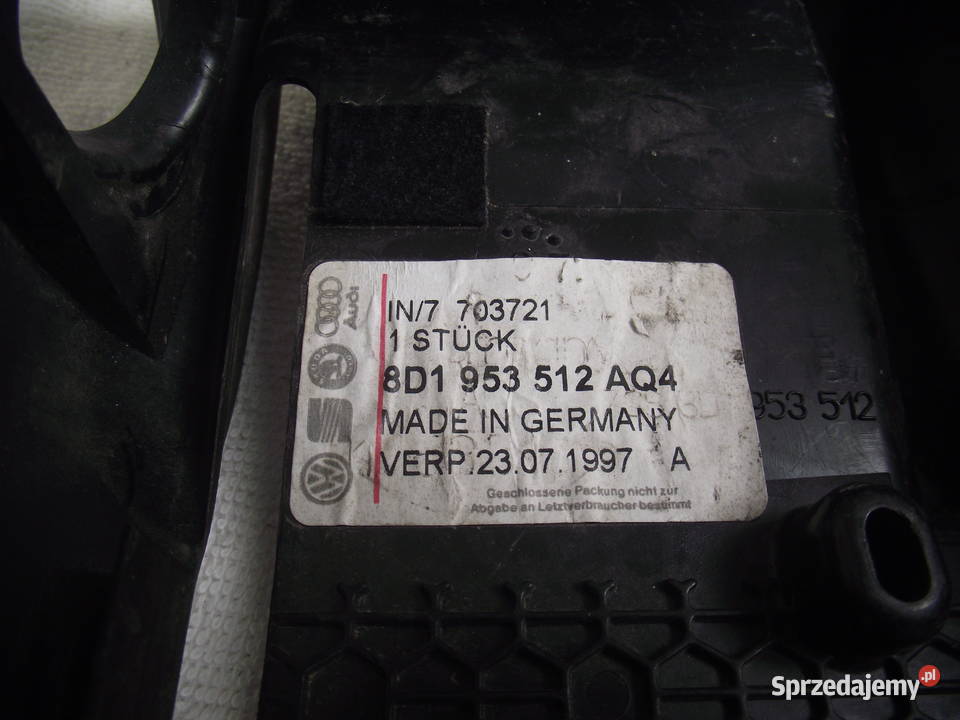 Audi
IN/7 703721
1 STÜCK
8D1 953 512 AQ4
MADE IN GERMANY
VERP.23.07.1997 A
Geschlossene Packung nicht zur
Abgabe an Letztverbraucher bestimmt
953 512
Sprzedajemy.pl